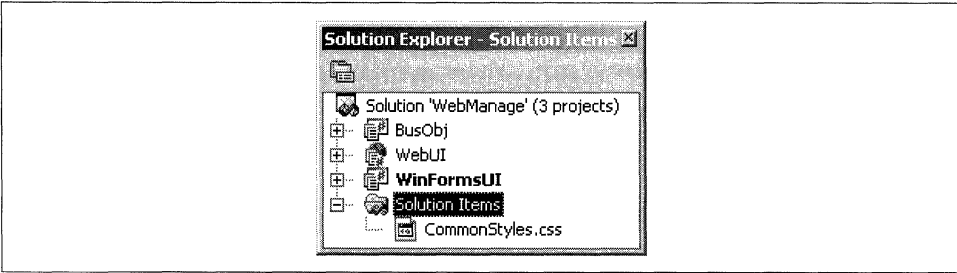 Solution Explorer - Solution Items
Solution 'WebManage' (3 projects)
BusObj
WebUI
WinFormsUI
Solution Items
CommonStyles.css